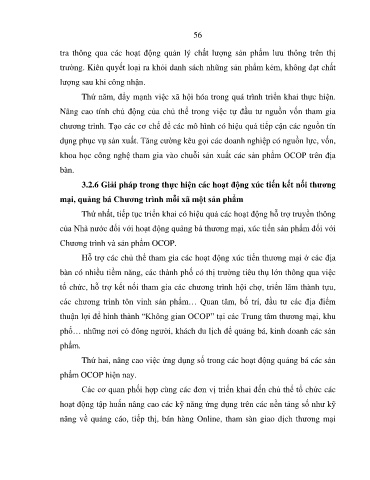 56
tra thông qua các hoạt động quản lý chất lượng sản phẩm lưu thông trên thị
trường. Kiên quyết loại ra khỏi danh sách những sản phẩm kém, không đạt chất
lượng sau khi công nhận.
Thứ năm, đẩy mạnh việc xã hội hóa trong quá trình triển khai thực hiện.
Nâng cao tính chủ động của chủ thể trong việc tự đầu tư nguồn vốn tham gia
chương trình. Tạo các cơ chế để các mô hình có hiệu quả tiếp cận các nguồn tín
dụng phục vụ sản xuất. Tăng cường kêu gọi các doanh nghiệp có nguồn lực, vốn,
khoa học công nghệ tham gia vào chuỗi sản xuất các sản phẩm OCOP trên địa
bàn.
3.2.6 Giải pháp trong thực hiện các hoạt động xúc tiến kết nối thương
mại, quảng bá Chương trình mỗi xã một sản phẩm
Thứ nhất, tiếp tục triển khai có hiệu quả các hoạt động hỗ trợ truyền thông
của Nhà nước đối với hoạt động quảng bá thương mại, xúc tiến sản phẩm đối với
Chương trình và sản phẩm OCOP.
Hỗ trợ các chủ thể tham gia các hoạt động xúc tiến thương mại ở các địa
bàn có nhiều tiềm năng, các thành phố có thị trường tiêu thụ lớn thông qua việc
tổ chức, hỗ trợ kết nối tham gia các chương trình hội chợ, triển lãm thành tựu,
các chương trình tôn vinh sản phẩm… Quan tâm, bố trí, đầu tư các địa điểm
thuận lợi để hình thành “Không gian OCOP” tại các Trung tâm thương mại, khu
phố… những nơi có đông người, khách du lịch để quảng bá, kinh doanh các sản
phẩm.
Thứ hai, nâng cao việc ứng dụng số trong các hoạt động quảng bá các sản
phẩm OCOP hiện nay.
Các cơ quan phối hợp cùng các đơn vị triển khai đến chủ thể tổ chức các
hoạt động tập huấn nâng cao các kỹ năng ứng dụng trên các nền tảng số như kỹ
năng về quảng cáo, tiếp thị, bán hàng Online, tham sàn giao dịch thương mại